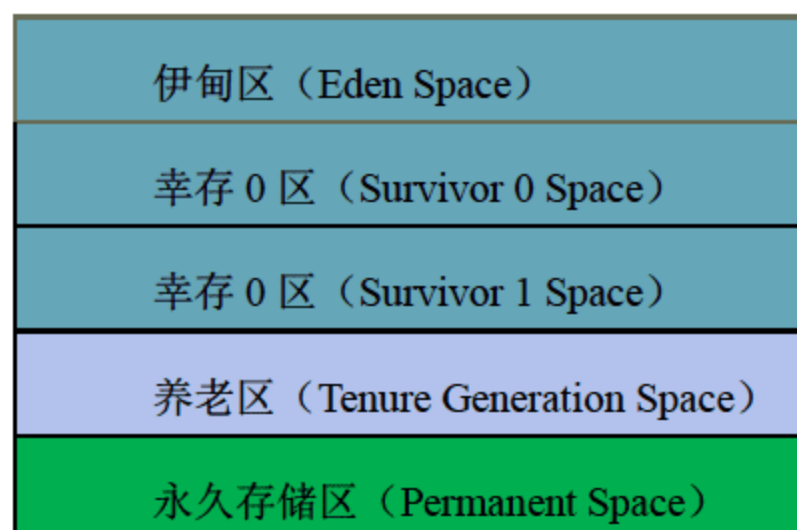 伊甸区（Eden Space）
幸存 0 区（Survivor 0 Space）
幸存 0 区（Survivor 1 Space）
养老区（Tenure Generation Space）
永久存储区（Permanent Space）